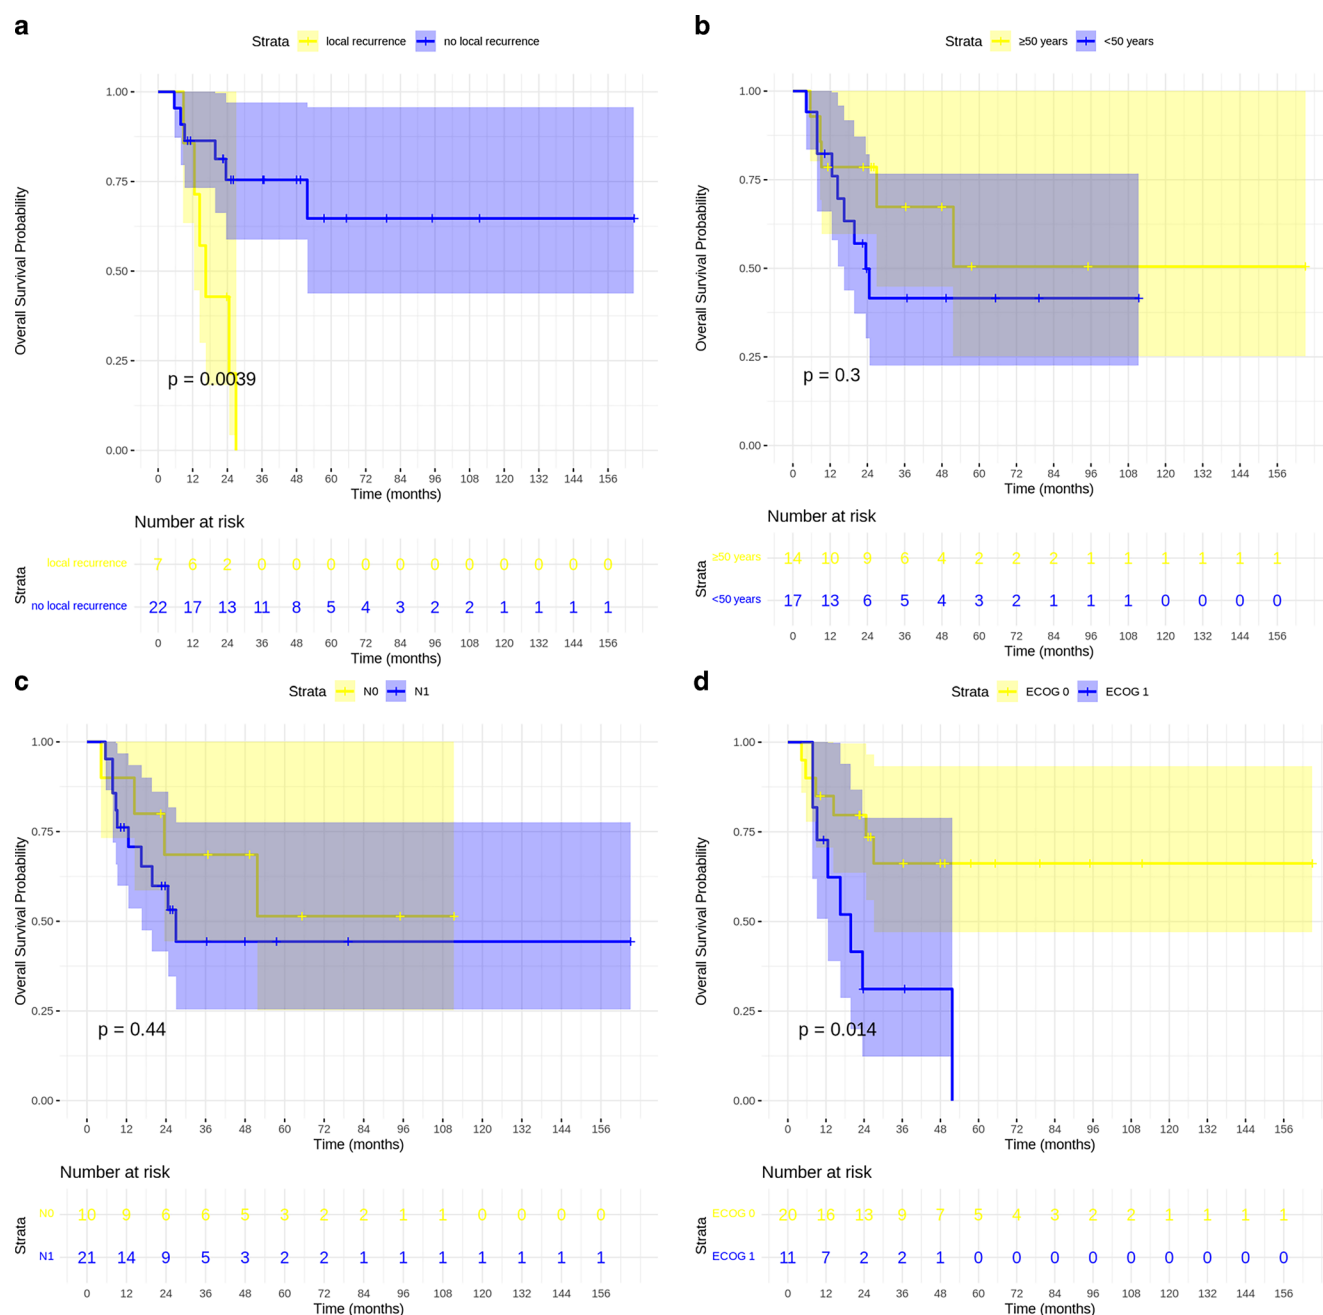 a
Strata local recurrence no local recurrence
Overall Survival Probability
1.00
0.75
0.50
0.25
0.00
p = 0.0039
0 12 24 36 48 60 72 84 96 108 120 132 144 156
Time (months)
Number at risk
Strata
local recurrence 7 6 2 0 0 0 0 0 0 0 0 0 0 0
no local recurrence 22 17 13 11 8 5 4 3 2 2 1 1 1 1
0 12 24 36 48 60 72 84 96 108 120 132 144 156
Time (months)
b
Strata ≥50 years <50 years
Overall Survival Probability
1.00
0.75
0.50
0.25
0.00
p = 0.3
0 12 24 36 48 60 72 84 96 108 120 132 144 156
Time (months)
Number at risk
Strata
≥50 years 14 10 9 6 4 2 2 2 1 1 1 1 1 1
<50 years 17 13 6 5 4 3 2 1 1 1 0 0 0 0
0 12 24 36 48 60 72 84 96 108 120 132 144 156
Time (months)
c
Strata N0 N1
Overall Survival Probability
1.00
0.75
0.50
0.25
0.00
p = 0.44
0 12 24 36 48 60 72 84 96 108 120 132 144 156
Time (months)
Number at risk
Strata
N0 10 9 6 6 5 3 2 2 1 1 0 0 0 0
N1 21 14 9 5 3 2 2 1 1 1 1 1 1 1
0 12 24 36 48 60 72 84 96 108 120 132 144 156
Time (months)
d
Strata ECOG 0 ECOG 1
Overall Survival Probability
1.00
0.75
0.50
0.25
0.00
p = 0.014
0 12 24 36 48 60 72 84 96 108 120 132 144 156
Time (months)
Number at risk
Strata
ECOG 0 20 16 13 9 7 5 4 3 2 2 1 1 1 1
ECOG 1 11 7 2 2 1 0 0 0 0 0 0 0 0 0
0 12 24 36 48 60 72 84 96 108 120 132 144 156
Time (months)